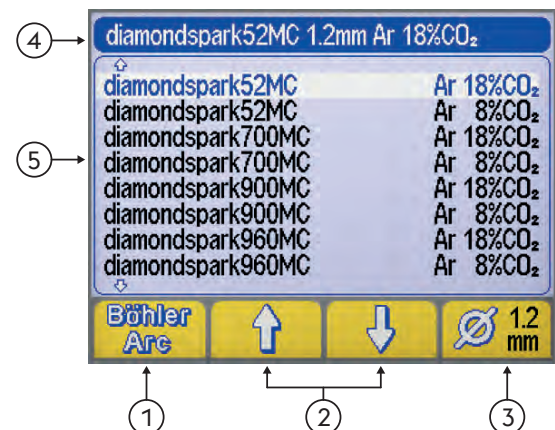 4
diamondspark52MC 1.2mm Ar 18%CO₂
5
diamondspark52MC Ar 18%CO₂
diamondspark52MC Ar 8%CO₂
diamondspark700MC Ar 18%CO₂
diamondspark700MC Ar 8%CO₂
diamondspark900MC Ar 18%CO₂
diamondspark900MC Ar 8%CO₂
diamondspark960MC Ar 18%CO₂
diamondspark960MC Ar 8%CO₂
Böhler
Arc
Ø 1.2
mm
1
2
3